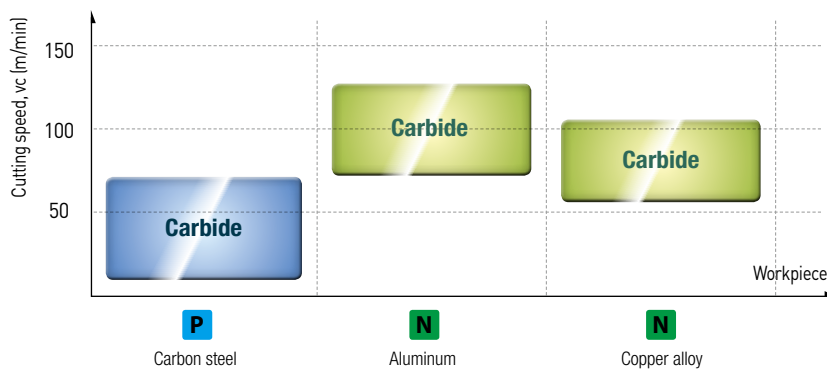 Cutting speed, vc (m/min)
150
100
50
Carbide
Carbide
Carbide
Workpiece
P
N
N
Carbon steel
Aluminum
Copper alloy